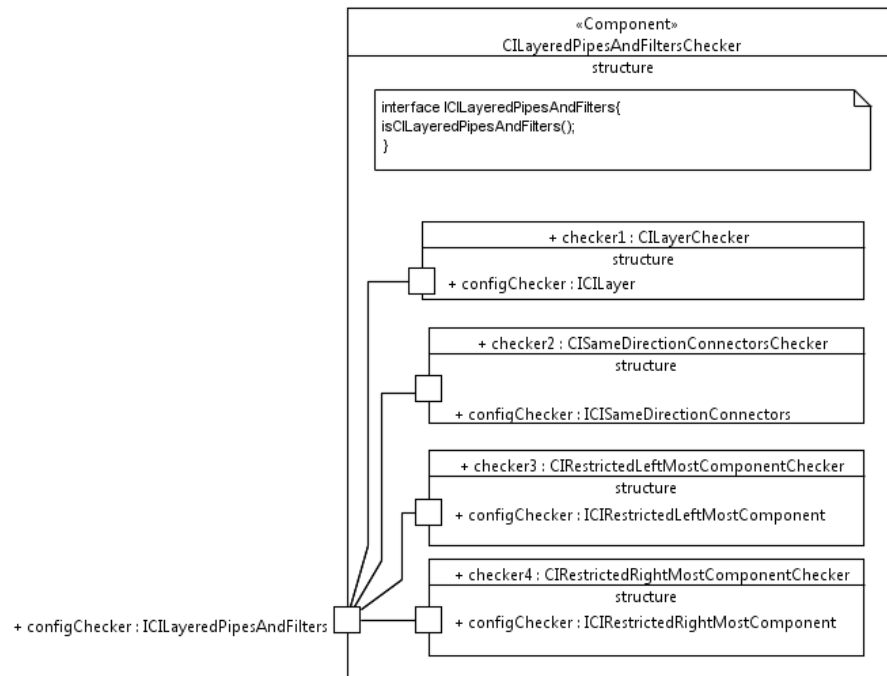 «Component»
CILayeredPipesAndFiltersChecker
structure
interface ICILayeredPipesAndFilters{
isCILayeredPipesAndFilters();
}
+ checker1 : CILayerChecker
structure
+ configChecker : ICILayer
+ checker2 : CISameDirectionConnectorsChecker
structure
+ configChecker : ICISameDirectionConnectors
+ checker3 : CIRestrictedLeftMostComponentChecker
structure
+ configChecker : ICIRestrictedLeftMostComponent
+ checker4 : CIRestrictedRightMostComponentChecker
structure
+ configChecker : ICIRestrictedRightMostComponent
+ configChecker : ICILayeredPipesAndFilters